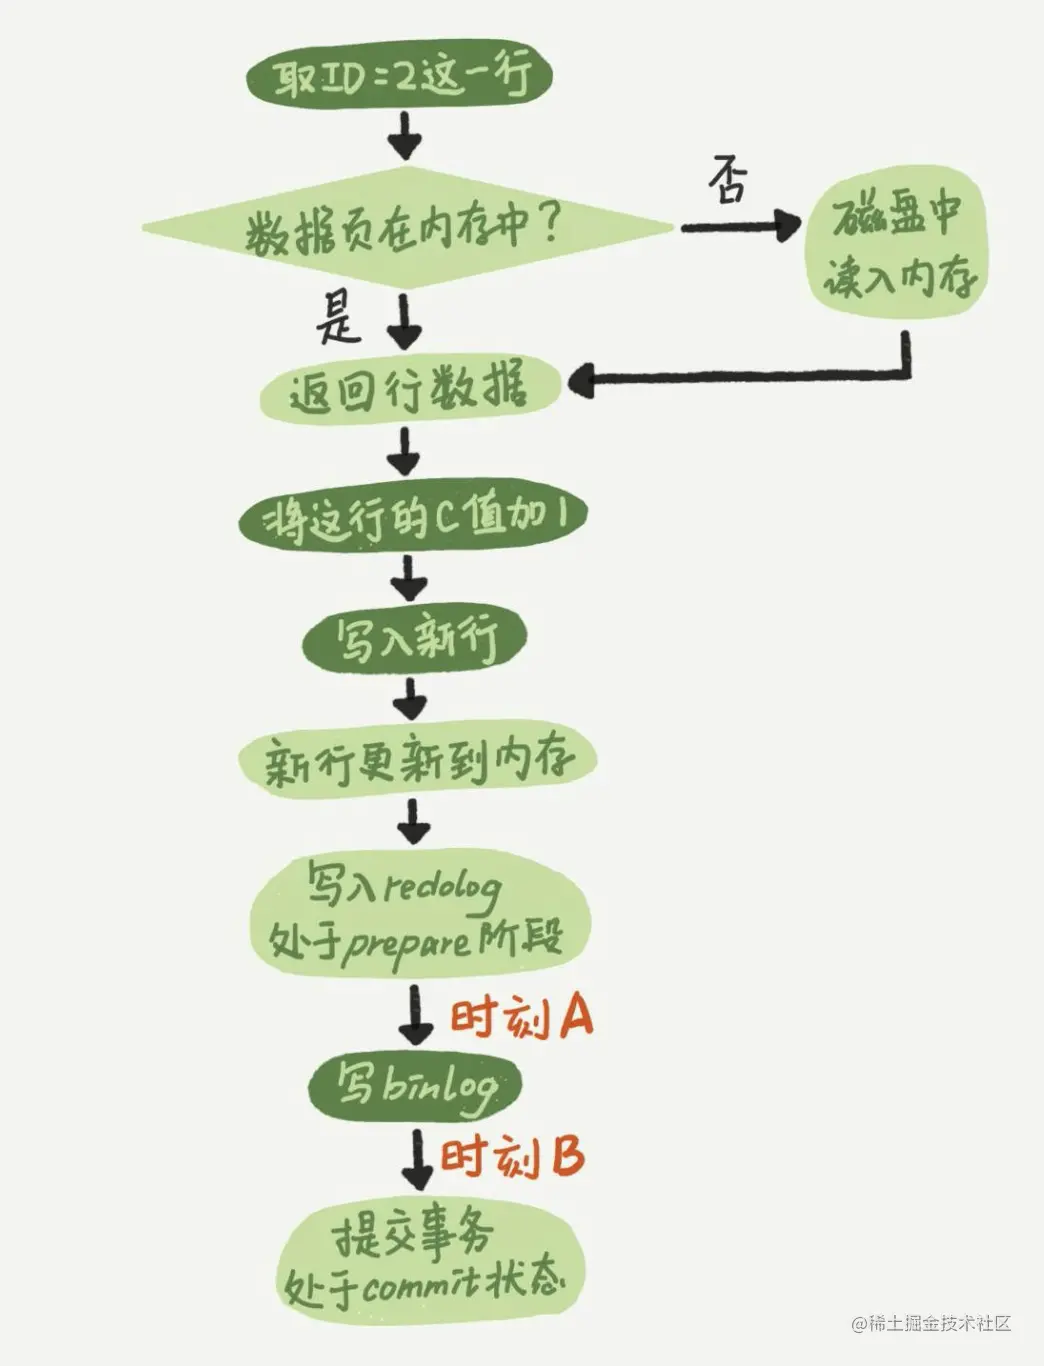 取ID=2这一行
数据页在内存中?
否
磁盘中
读入内存
是
返回行数据
将这行的C值加1
写入新行
新行更新到内存
写入redolog
处于prepare阶段
时刻A
写binlog
时刻B
提交事务
处于commit状态
@稀土掘金技术社区